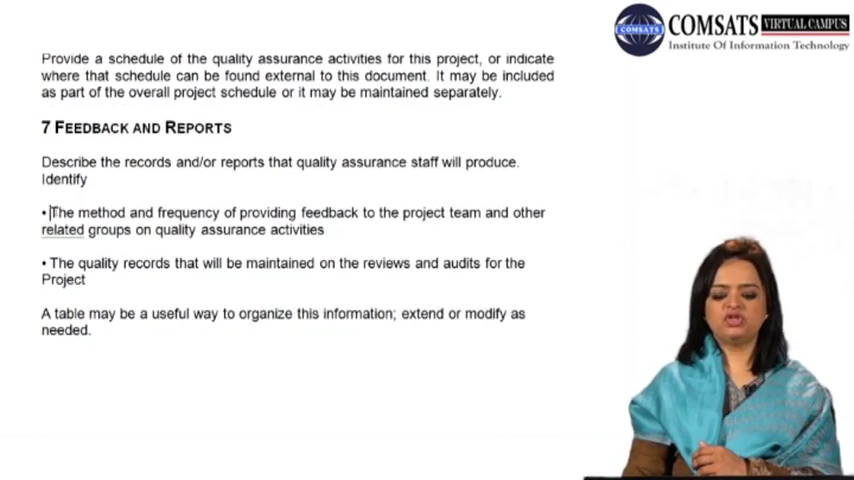 COMSATS VIRTUAL CAMPUS
COMSATS
Institute Of Information Technology
Provide a schedule of the quality assurance activities for this project, or indicate
where that schedule can be found external to this document. It may be included
as part of the overall project schedule or it may be maintained separately.
7 FEEDBACK AND REPORTS
Describe the records and/or reports that quality assurance staff will produce.
Identify
• The method and frequency of providing feedback to the project team and other
related groups on quality assurance activities
• The quality records that will be maintained on the reviews and audits for the
Project
A table may be a useful way to organize this information; extend or modify as
needed.